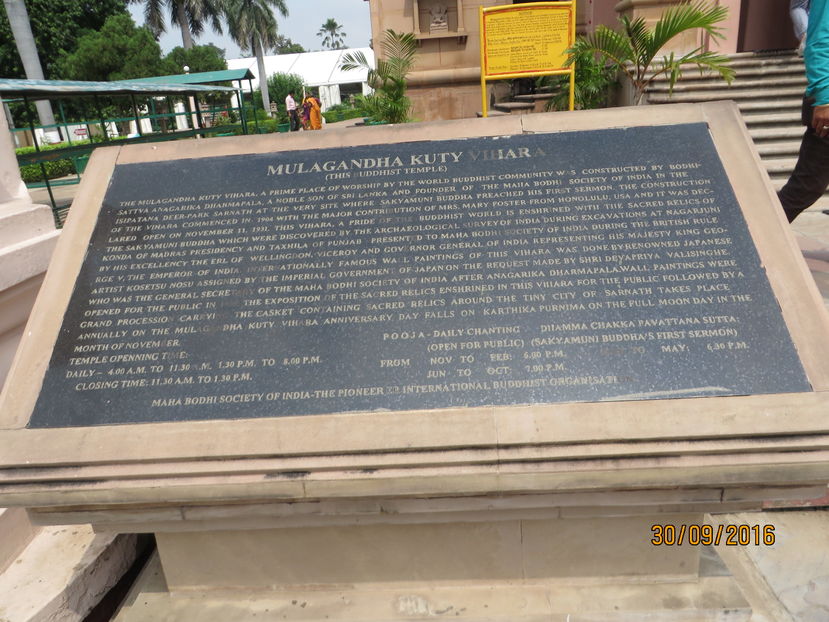 MULAGANDHA KUTY VIHARA
(THIS BUDDHIST TEMPLE)
THE MULAGANDHA KUTY VIHARA: A PRIME PLACE OF WORSHIP BY THE WORLD BUDDHIST COMMUNITY W S CONSTRUCTED BY BODHI-
SATTVA ANAGARIKA DHARMAPALA, A NOBLE SON OF SRI LANKA AND FOUNDER OF THE MAHA BODHI SOCIETY OF INDIA IN THE
ISIPATANA DEER-PARK SARNATH AT THE VERY SITE WHERE SAKYAMUNI BUDDHA PREACHED HIS FIRST SERMON. THE CONSTRUCTION
OF THE VIHARA COMMENCED IN 1904 WITH THE MAJOR CONTRIBUTION OF MRS. MARY FOSTER FROM HONOLULU, USA AND IT WAS DEC-
LARED OPEN ON NOVEMBER 11, 1931. THIS VIHARA, A PRIDE OF THE BUDDHIST WORLD IS ENSHRINED WITH THE SACRED RELICS OF
THE SAKYAMUNI BUDDHA WHICH WERE DISCOVERED BY THE ARCHAEOLOGICAL SURVEY OF INDIA DURING EXCAVATIONS AT NAGARJUNI
KONDA OF MADRAS PRESIDENCY AND TAXHILA OF PUNJAB PRESENT D TO MAHA BODHI SOCIETY OF INDIA DURING THE BRITISH RULE
BY HIS EXCELLENCY THE ERL OF WELLINGDON, VICEROY AND GOV RNOR GENERAL OF INDIA REPRESENTING HIS MAJESTY KING GEO-
RGE V, THE EMPEROR OF INDIA. INTERNATIONALLY FAMOUS WALL PAINTINGS OF THIS VIHARA WAS DONE BY RENOWNED JAPANESE
ARTIST KOSETSU NOSU ASSIGNED BY THE IMPERIAL GOVERNMENT OF JAPAN ON THE REQUEST MADE BY SHRI DEVAPRIYA VALISINGHE,
WHO WAS THE GENERAL SECRETARY OF THE MAHA BODHI SOCIETY OF INDIA AFTER ANAGARIKA DHARMAPALA. WALL PAINTINGS WERE
OPENED FOR THE PUBLIC IN THE EXPOSITION OF THE SACRED RELICS ENSHRINED IN THIS VIHARA FOR THE PUBLIC FOLLOWED BY A
GRAND PROCESSION CARRYING THE CASKET CONTAINING SACRED RELICS AROUND THE TINY CITY OF SARNATH TAKES PLACE
ANNUALLY ON THE MULAGANDHA KUTY VIHARA ANNIVERSARY DAY FALLS ON KARTHIKA PURNIMA ON THE FULL MOON DAY IN THE
MONTH OF NOVEMBER.
TEMPLE OPENNING TIME:
DAILY- 4.00 A.M. TO 11.30 A.M. 1.30 P.M. TO 8.00 P.M.
CLOSING TIME: 11.30 A.M. TO 1.30 P.M.
POOJA-DAILY CHANTING DHAMMA CHAKKA PAVATTANA SUTTA:
(OPEN FOR PUBLIC) (SAKYAMUNI BUDDHA'S FIRST SERMON)
FROM NOV TO FEB: 6.00 P.M. TO MAY: 6.30 P.M.
JUN TO OCT: 7.00 P.M.
MAHA BODHI SOCIETY OF INDIA-THE PIONEER INTERNATIONAL BUDDHIST ORGANISATI
30/09/2016